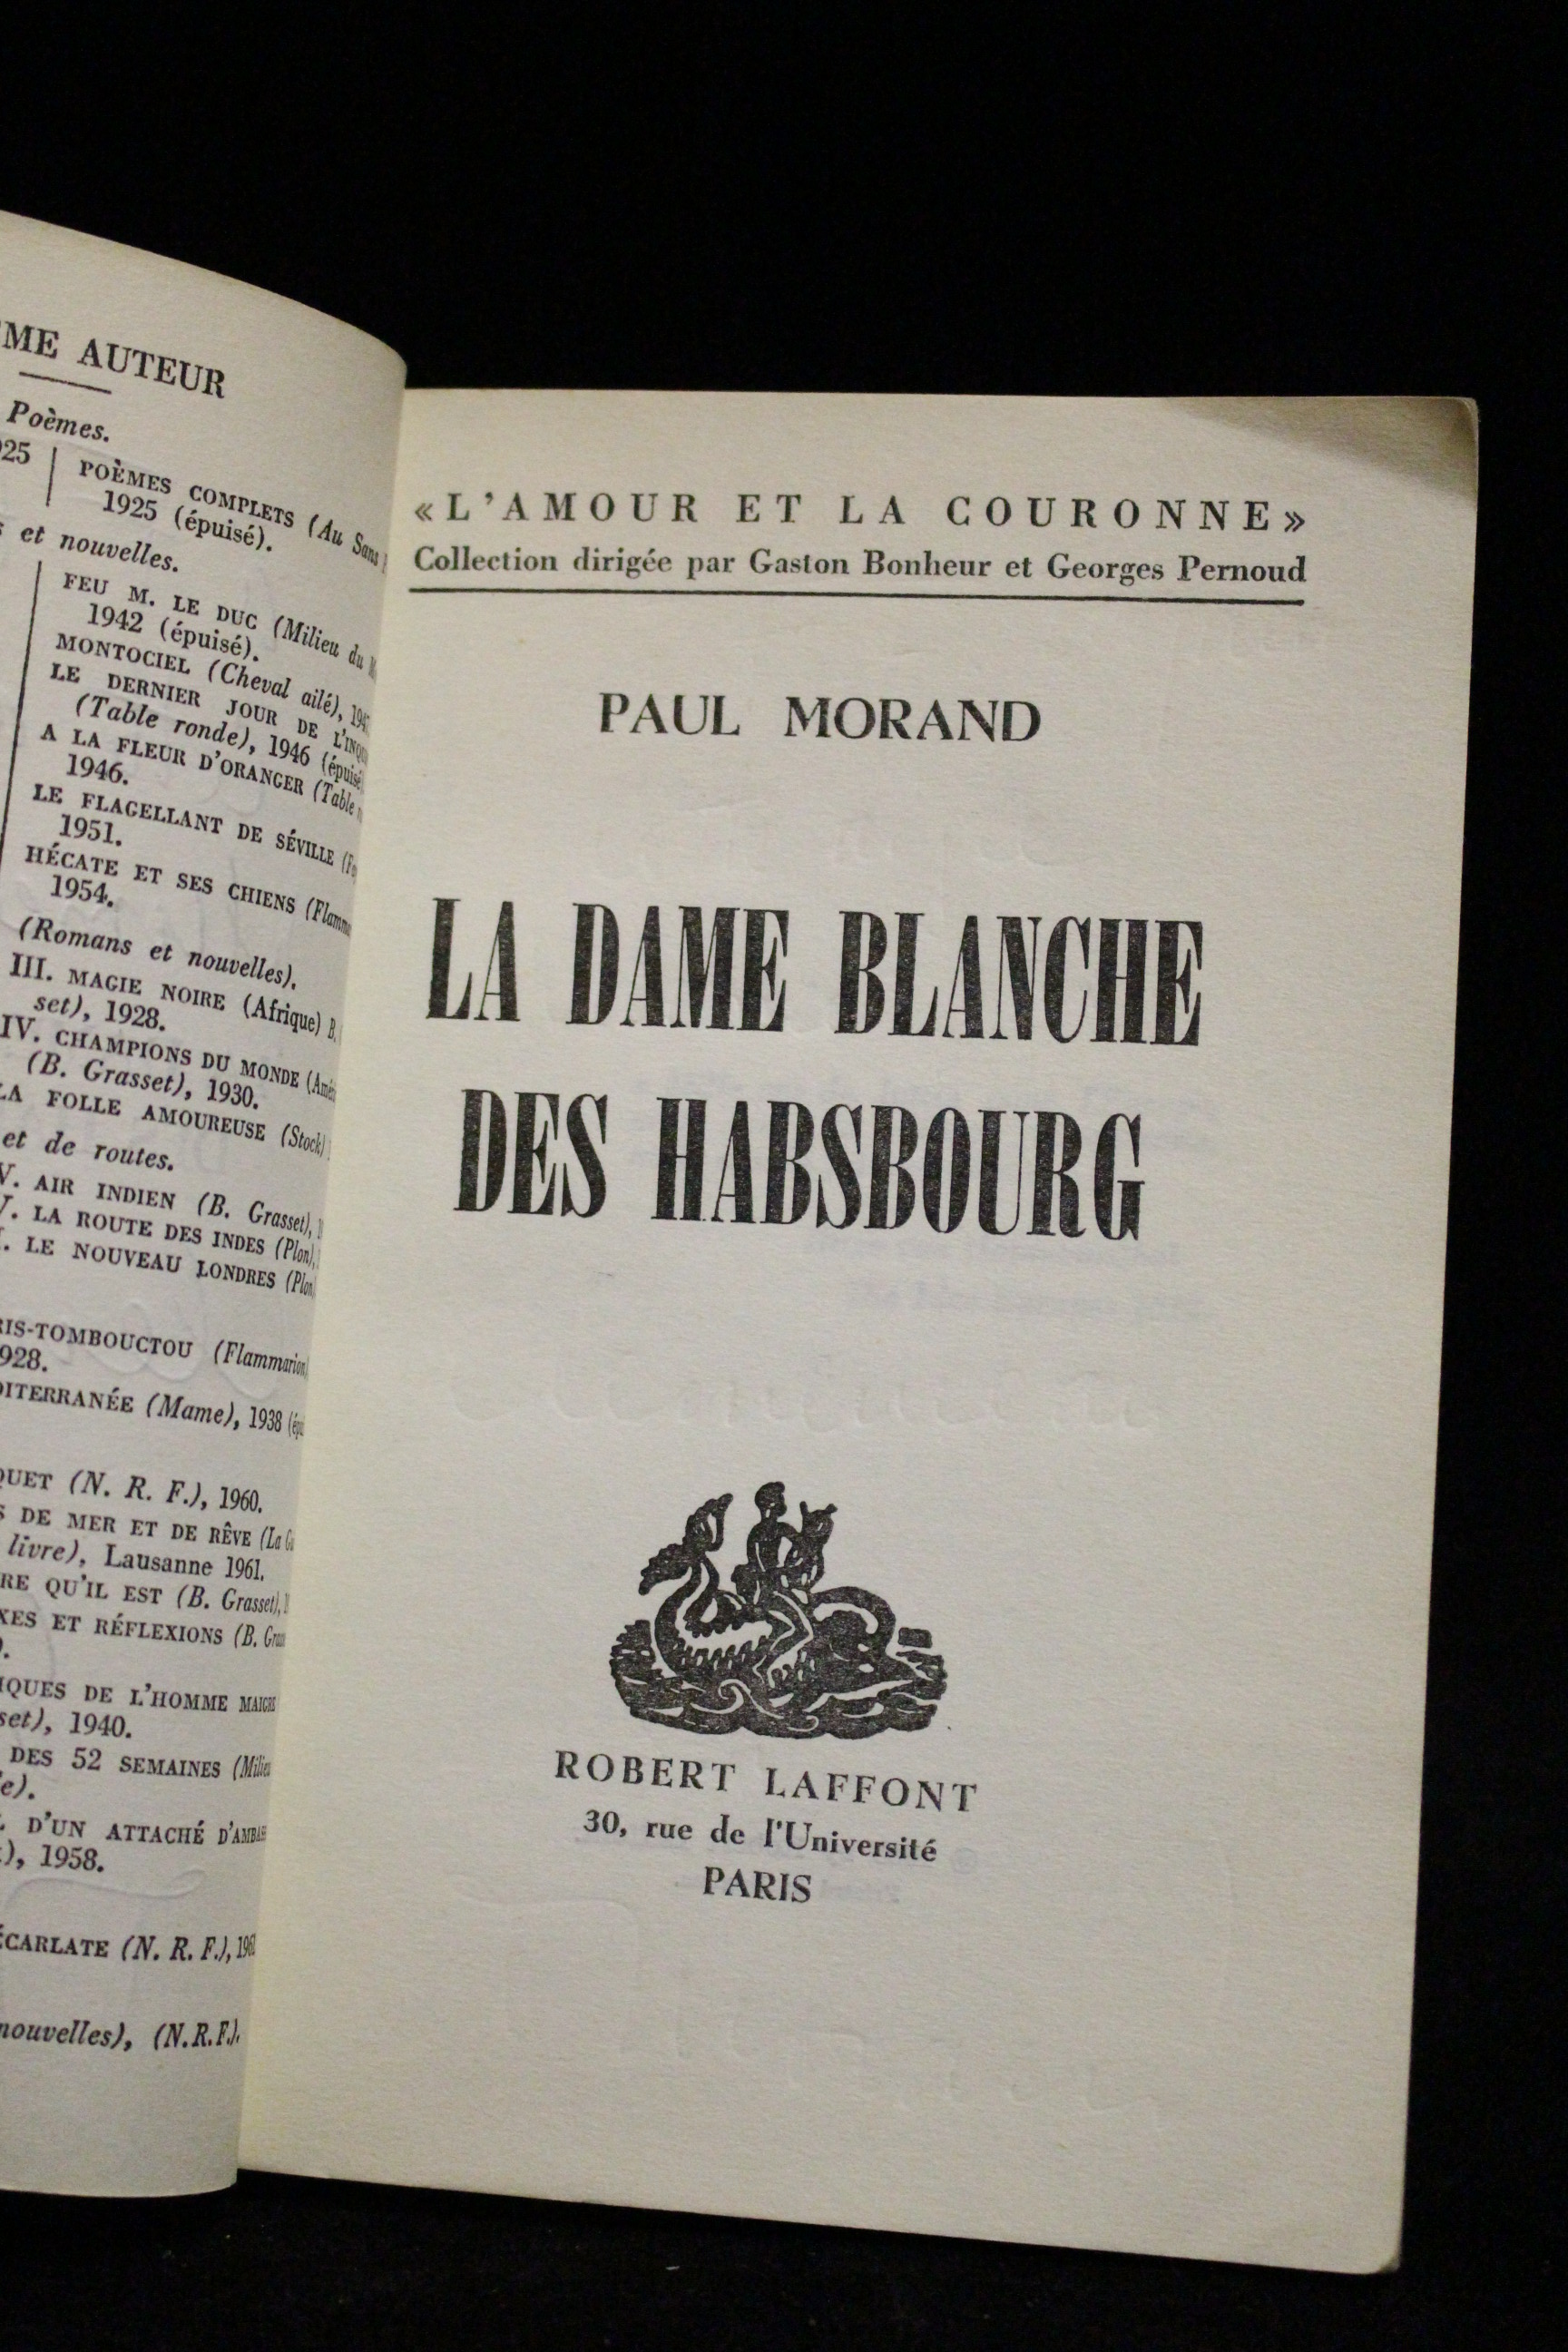 ME AUTEUR
Poèmes.
POÈMES COMPLETS (Au Sans
1925 (épuisé).
et nouvelles.
FEU M. LE DUC (Milieu du
1942 (épuisé).
MONTOCIEL (Cheval ailé),
LE DERNIER JOUR DE
(Table ronde), 1946
A LA FLEUR D'ORANGER (Table
1946.
LE FLAGELLANT DE SÉVILLE
1951.
HÉCATE ET SES CHIENS (Flamma
1954.
(Romans et nouvelles).
III. MAGIE NOIRE (Afrique) B.
set), 1928.
IV. CHAMPIONS DU MONDE
(B. Grasset), 1930.
LA FOLLE AMOUREUSE (Stock)
et de routes.
V. AIR INDIEN (B. Grasset),
V. LA ROUTE DES INDES (Plon),
LE NOUVEAU LONDRES (Plon
RIS-TOMBOUCTOU (Flammarion)
928.
DITERRANÉE (Mame), 1938
QUET (N. R. F.), 1960.
S DE MER ET DE RÊVE (La
livre), Lausanne 1961.
RE QU'IL EST (B. Grasset),
XES ET RÉFLEXIONS (B.
IQUES DE L'HOMME MAIGRE
set), 1940.
DES 52 SEMAINES
e).
D'UN ATTACHÉ
), 1958.
ÉCARLATE (N. R. F.),
nouvelles), (N.R.F.).
«L'AMOUR ET LA COURONNE»
Collection dirigée par Gaston Bonheur et Georges Pernoud
PAUL MORAND
LA DAME BLANCHE
DES HABSBOURG
ROBERT LAFFONT
30, rue de l'Université
PARIS